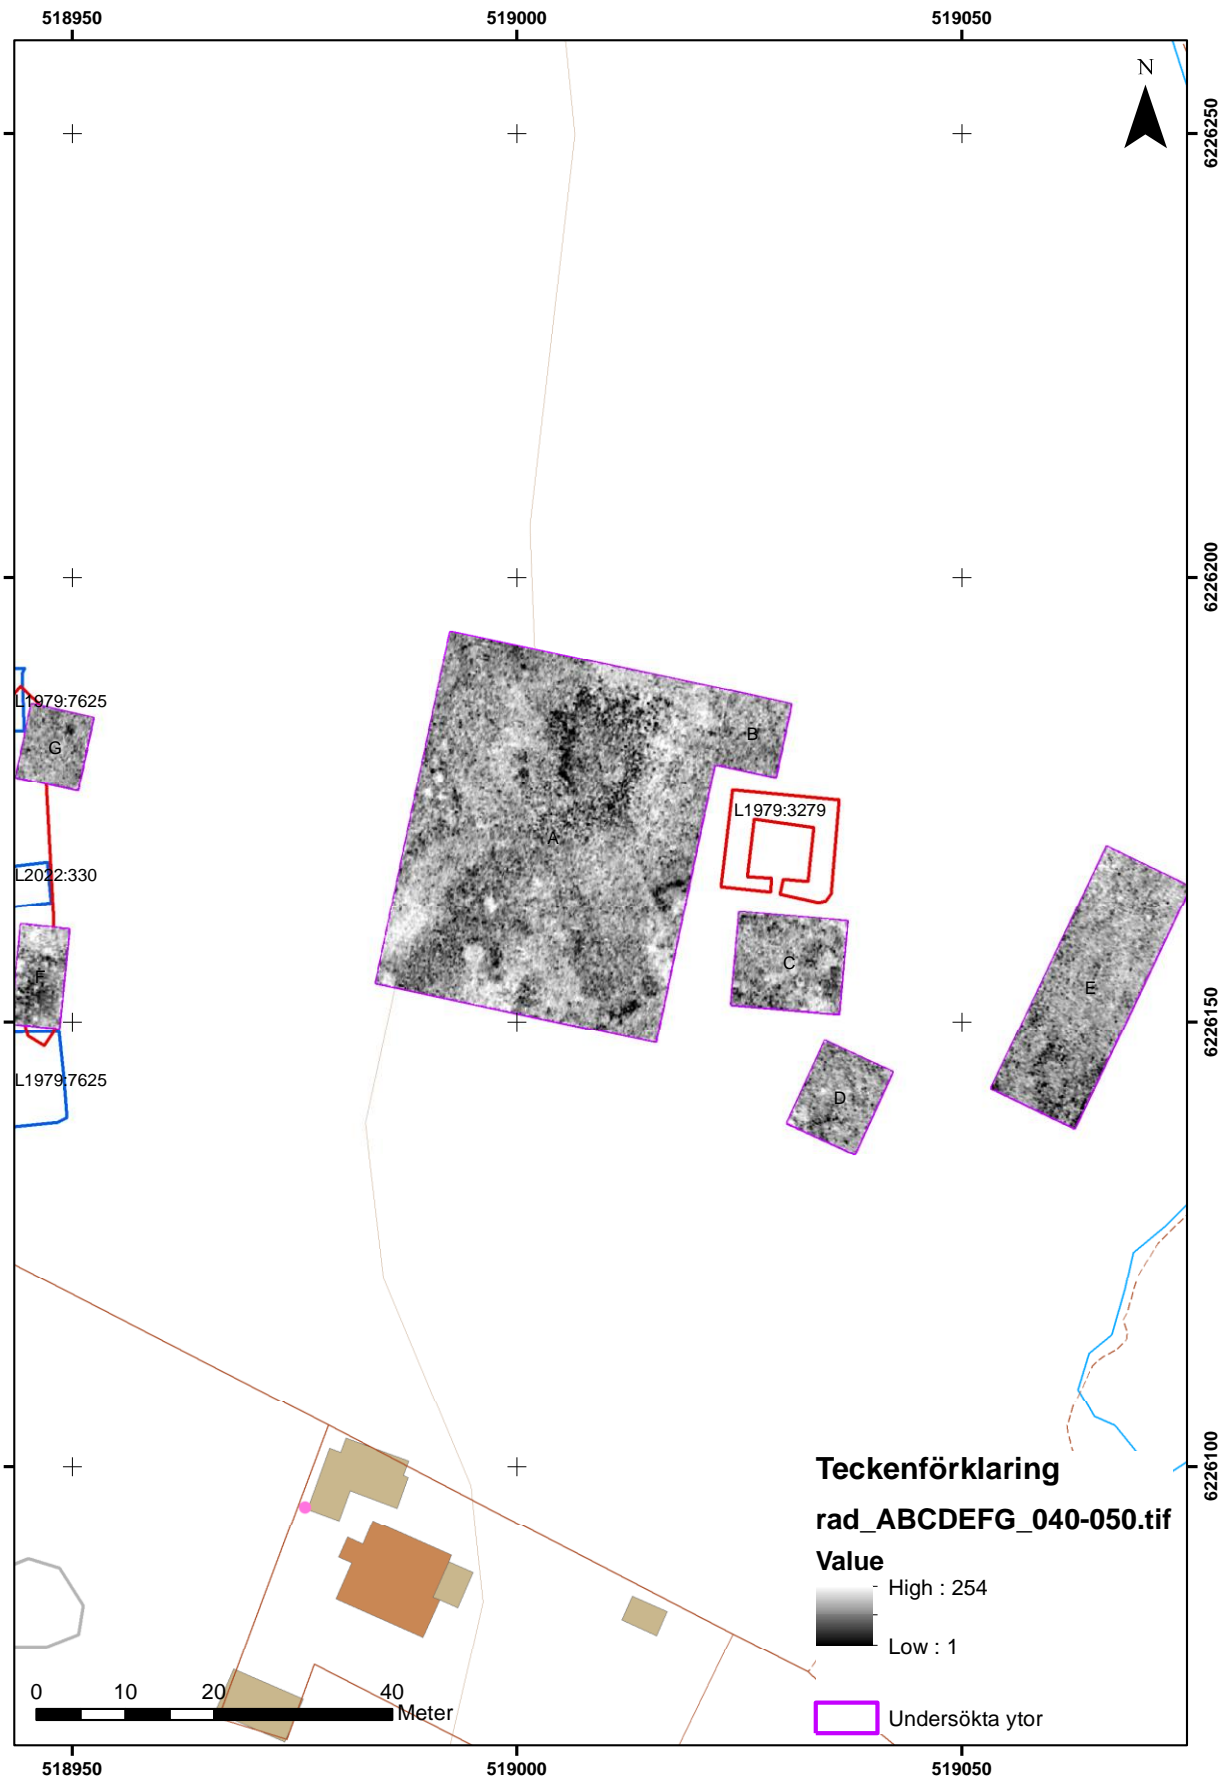 518950 519000 519050
N
6226250
6226200
L1979:7625
G
B
A
L1979:3279
L2022:330
F
C
E
6226150
L1979:7625
D
6226100
Teckenförklaring
rad_ABCDEFG_040-050.tif
Value
High : 254
Low : 1
0 10 20 40
Meter
Undersökta ytor
518950 519000 519050